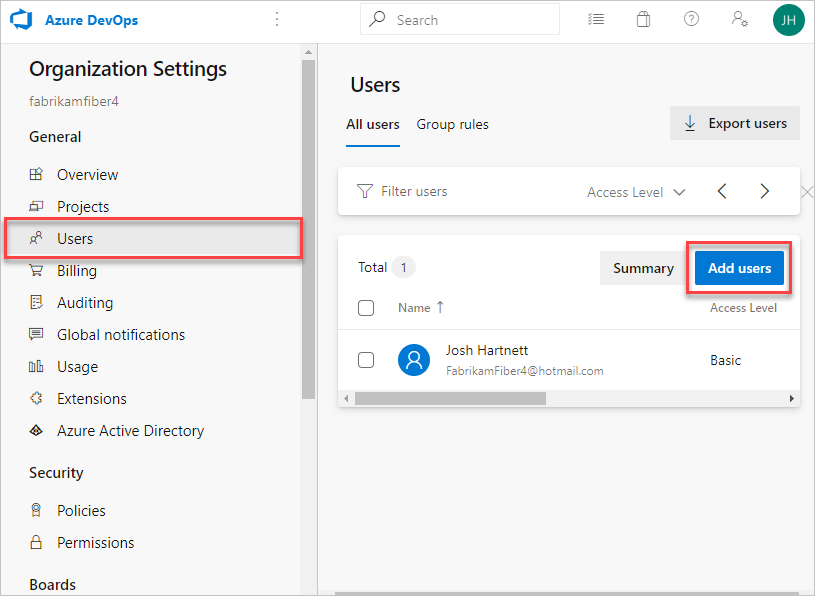 Azure DevOps
Search
JH
Organization Settings
fabrikamfiber4
General
Overview
Projects
Users
Billing
Auditing
Global notifications
Usage
Extensions
Azure Active Directory
Security
Policies
Permissions
Boards
Users
All users Group rules
Export users
Filter users
Access Level
Total 1
Summary
Add users
Name ↑ Access Level
Josh Hartnett
FabrikamFiber4@hotmail.com
Basic